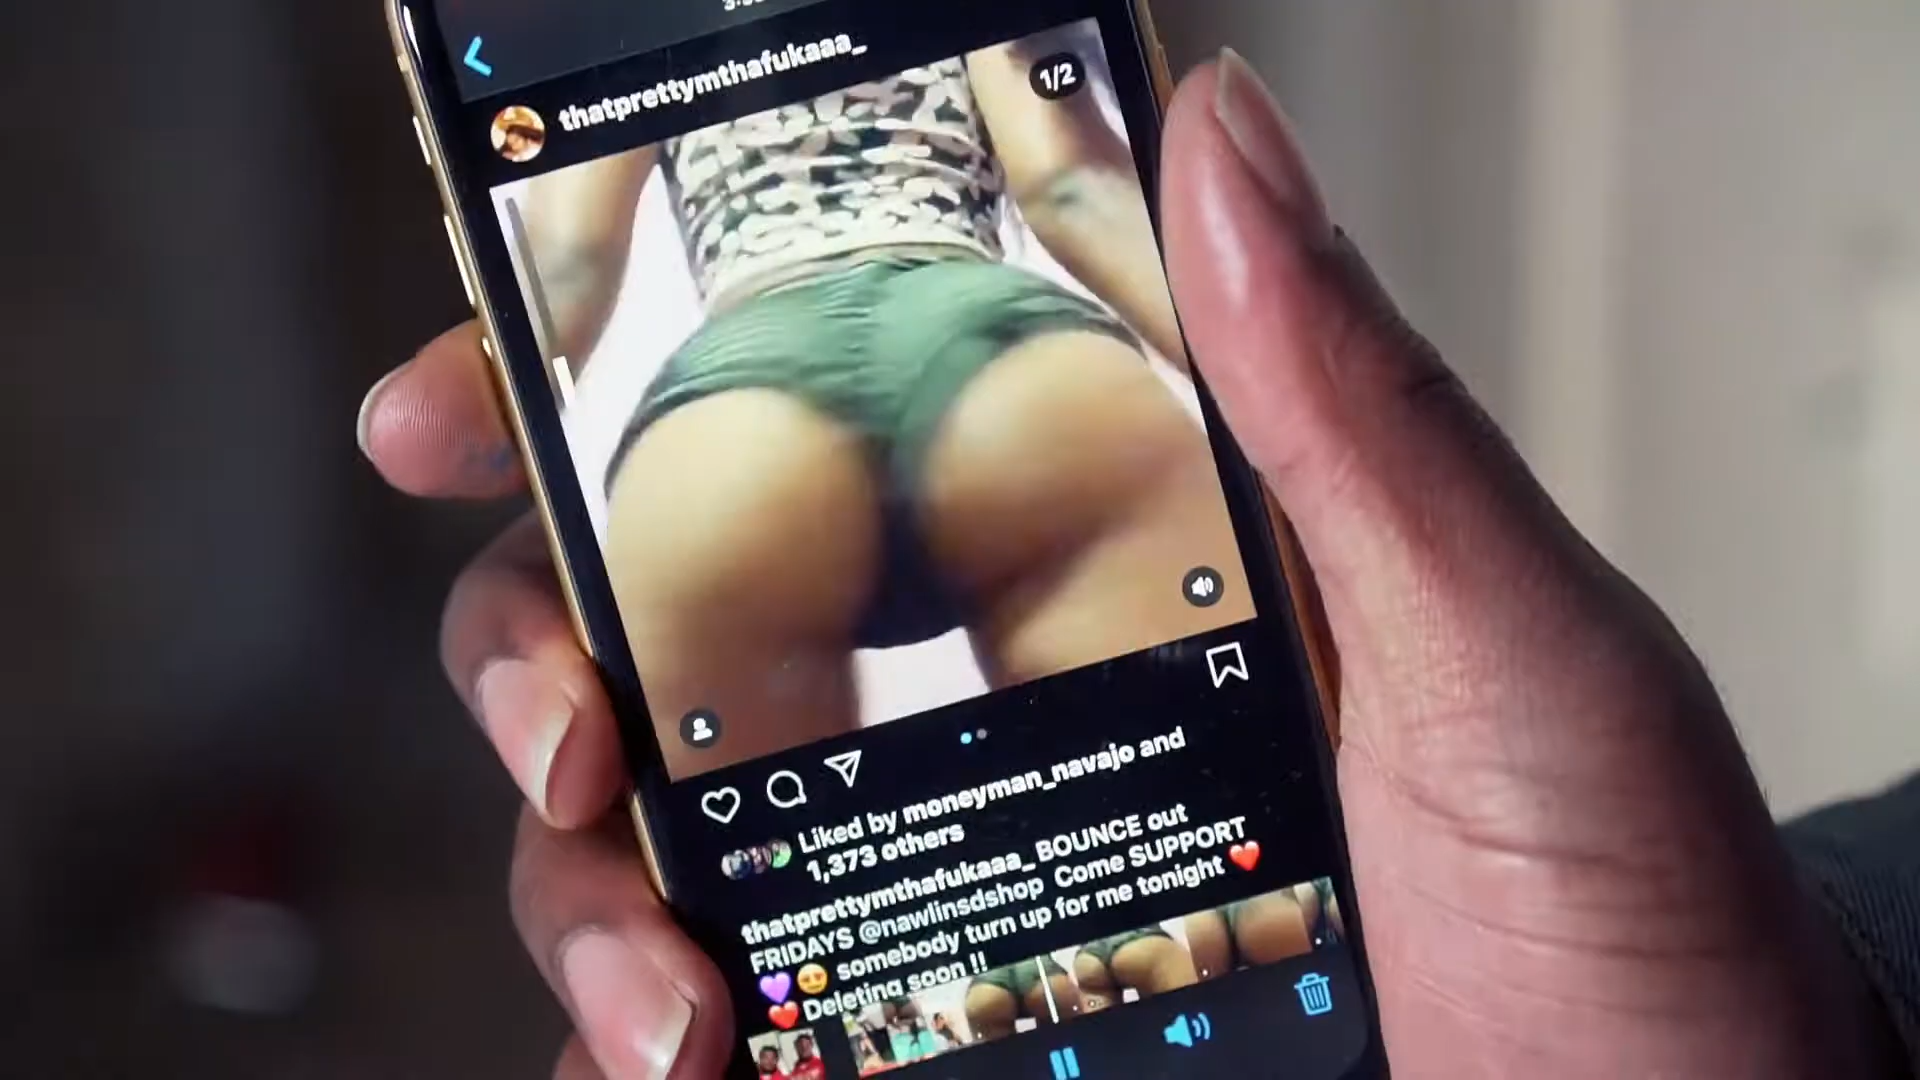 thatprettymthafukaaa_
1/2
Liked by moneyman_navajo and
1,373 others
thatprettymthafukaaa_ BOUNCE out
FRIDAYS @nawlinsdshop Come SUPPORT
💜😍 somebody turn up for me tonight ❤️
❤️Deleting soon !!